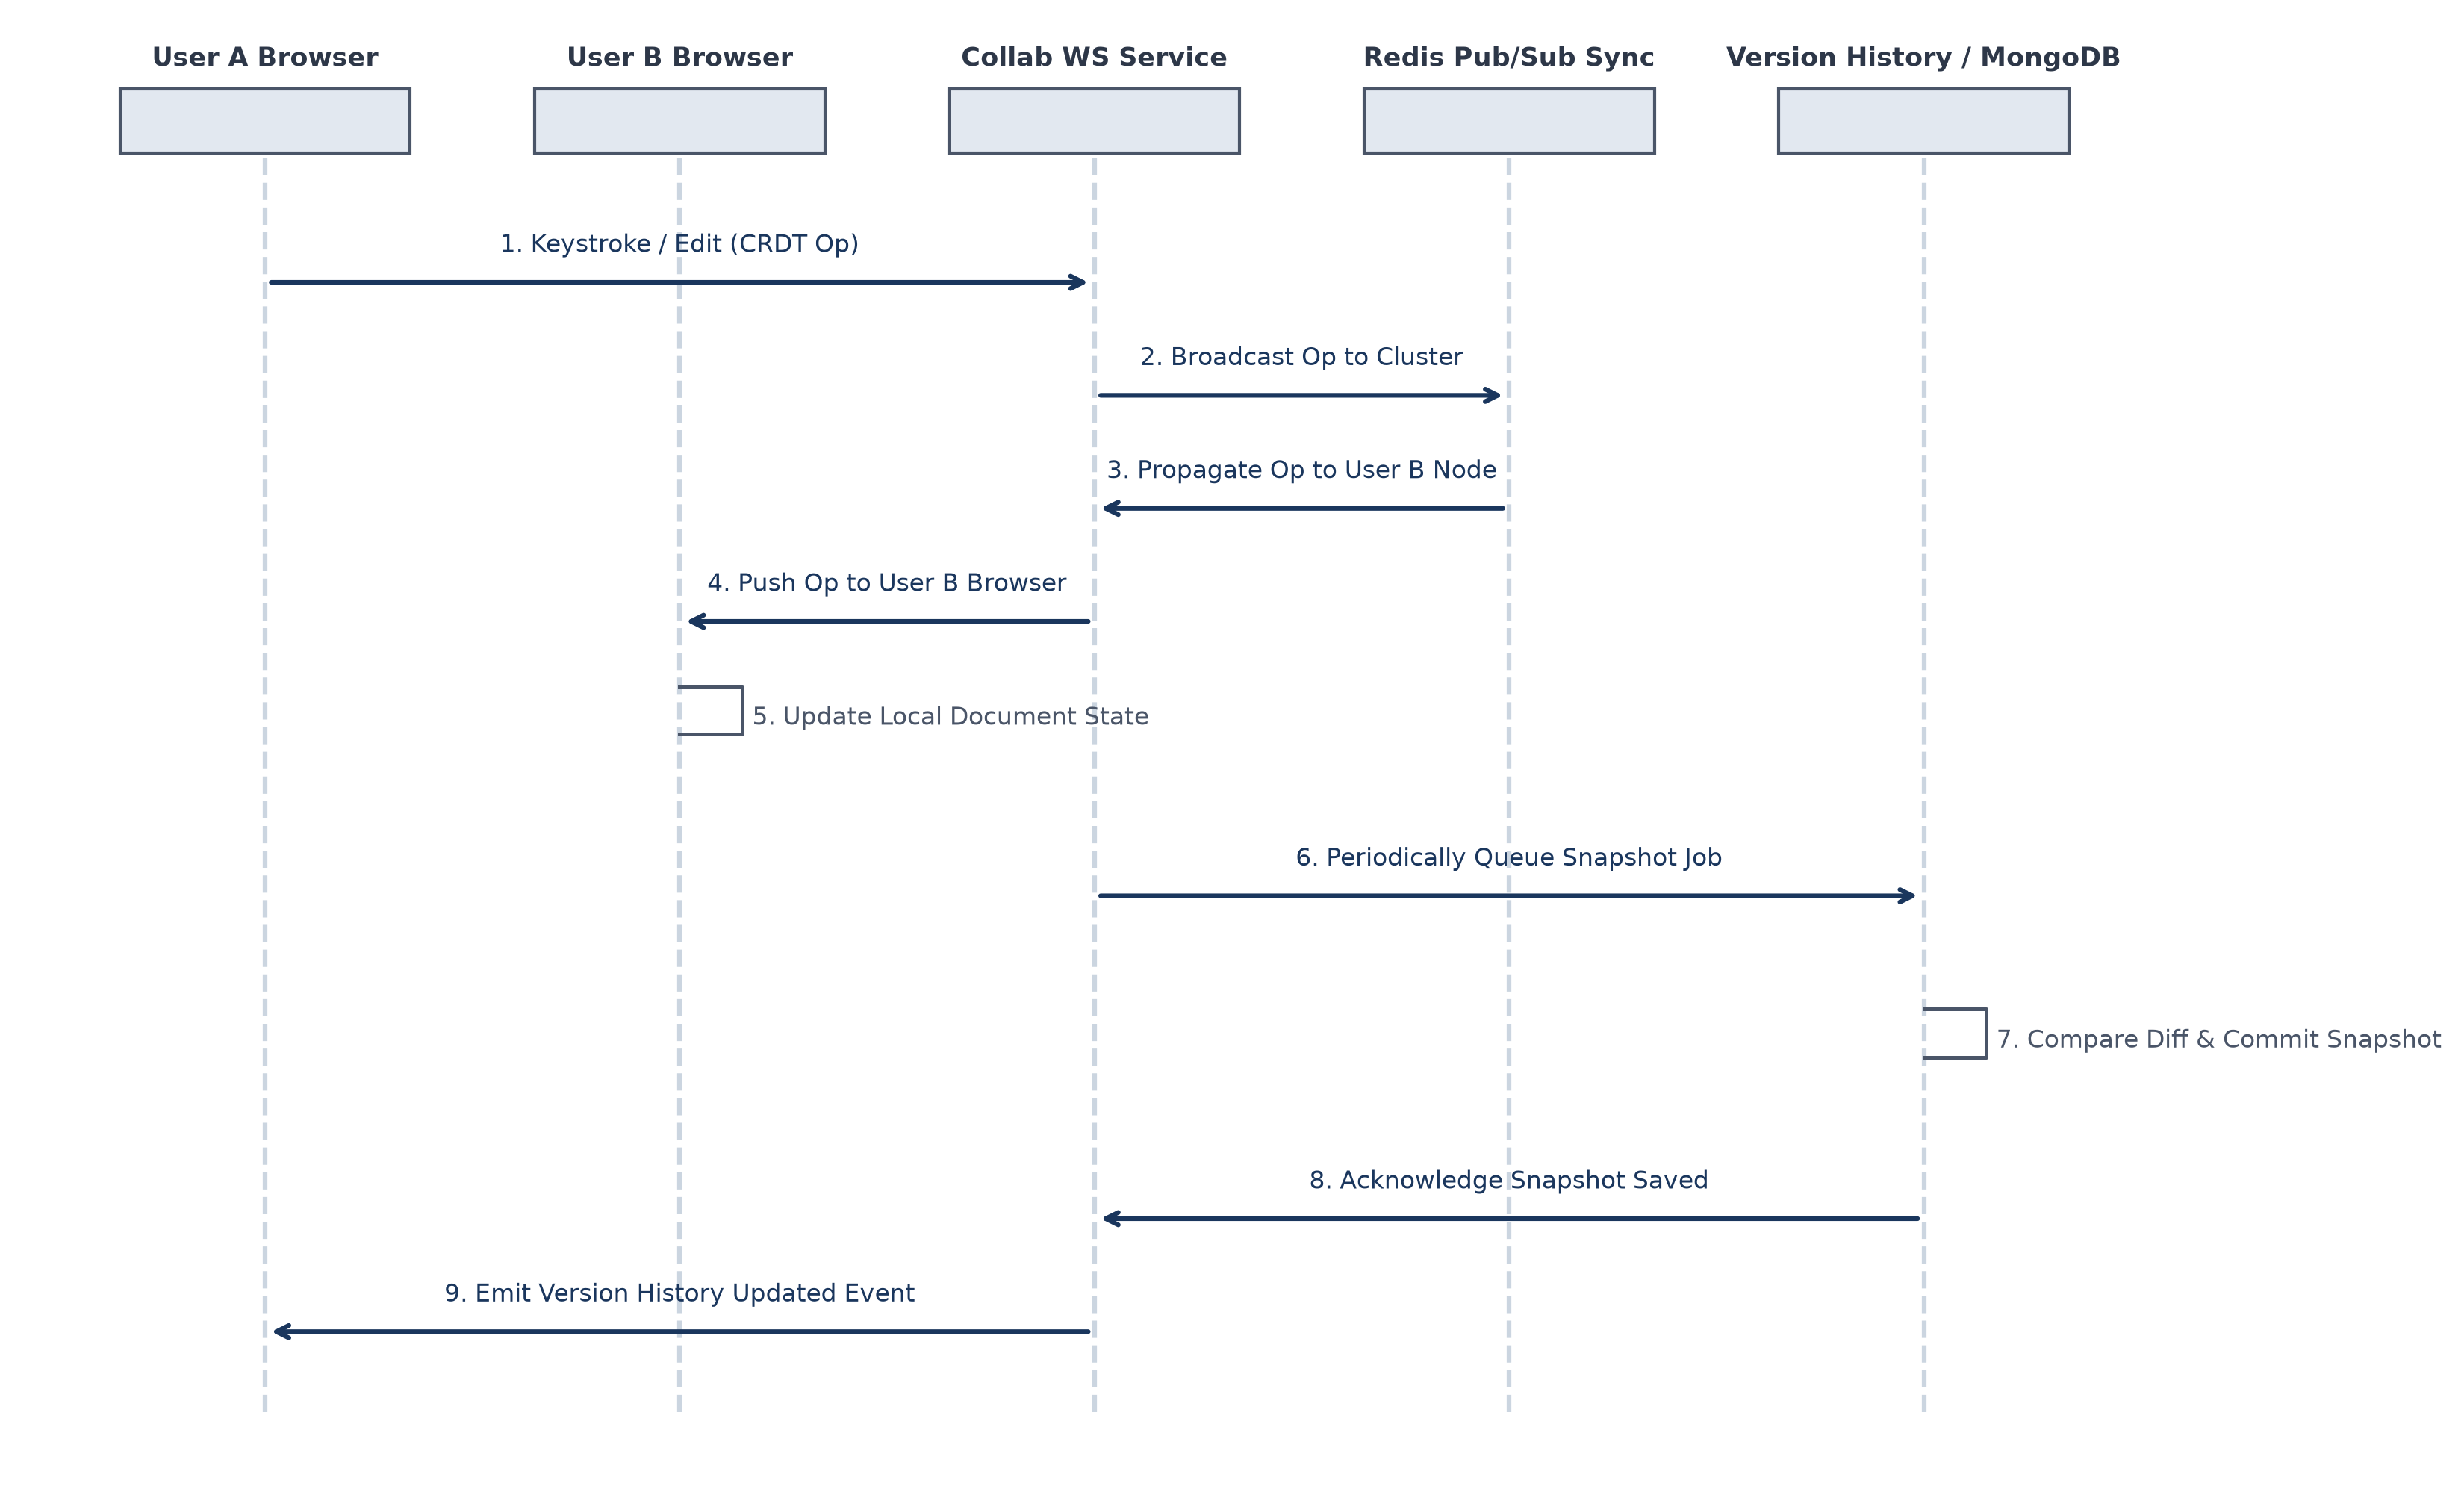 User A Browser
User B Browser
Collab WS Service
Redis Pub/Sub Sync
Version History / MongoDB
1. Keystroke / Edit (CRDT Op)
2. Broadcast Op to Cluster
3. Propagate Op to User B Node
4. Push Op to User B Browser
5. Update Local Document State
6. Periodically Queue Snapshot Job
7. Compare Diff & Commit Snapshot
8. Acknowledge Snapshot Saved
9. Emit Version History Updated Event